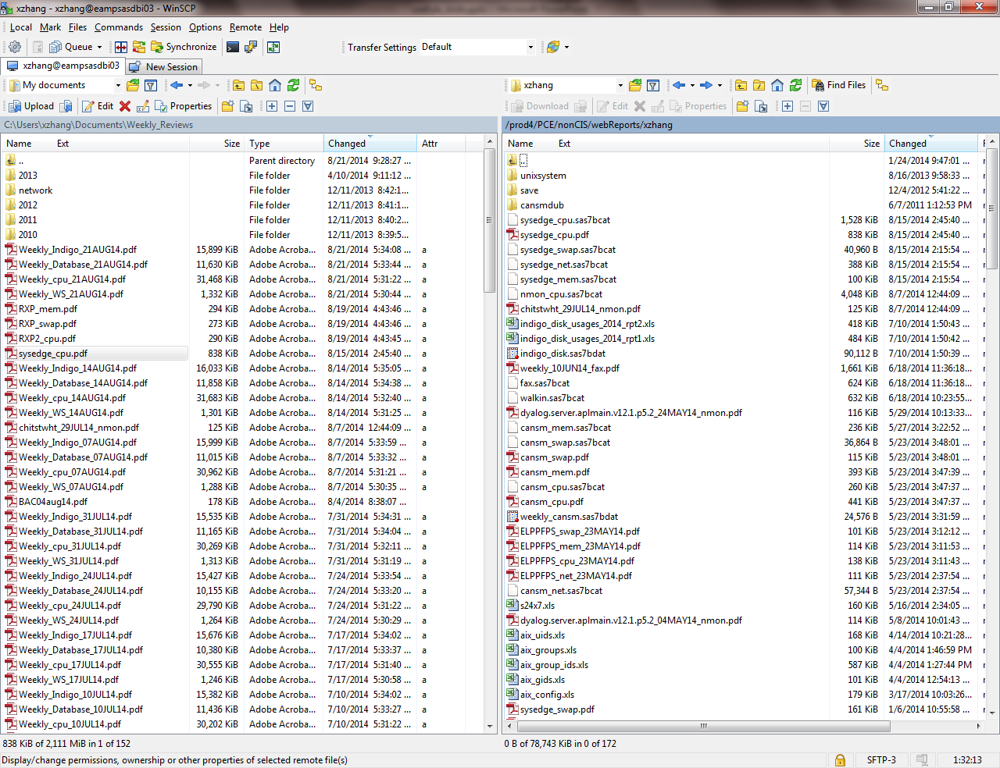 xzhang - xzhang@eampsasdbi03 - WinSCP
Local Mark Files Commands Session Options Remote Help
Queue Synchronize Transfer Settings Default
xzhang@eampsasdbi03 New Session
My documents xzhang Find Files
Upload Edit Properties Download Edit Properties
C:\Users\xzhang\Documents\Weekly_Reviews /prod4/PCE/nonCIS/webReports/xzhang
Name Ext Size Type Changed Attr Name Ext Size Changed
.. Parent directory 8/21/2014 9:28:27 ... .. 1/24/2014 9:47:01 ...
2013 File folder 4/10/2014 9:11:12 ... unixsystem 8/16/2013 9:58:33 ...
network File folder 12/11/2013 8:42:1... save 12/4/2012 5:41:22 ...
2012 File folder 12/11/2013 8:41:1... cansmdub 6/7/2011 1:12:53 PM
2011 File folder 12/11/2013 8:40:2... sysedge_cpu.sas7bcat 1,528 KiB 8/15/2014 2:45:40 ...
2010 File folder 12/11/2013 8:39:5... sysedge_cpu.pdf 838 KiB 8/15/2014 2:45:40 ...
Weekly_Indigo_21AUG14.pdf 15,899 KiB Adobe Acroba... 8/21/2014 5:34:08 ... a sysedge_swap.sas7bcat 40,960 B 8/15/2014 2:15:54 ...
Weekly_Database_21AUG14.pdf 11,630 KiB Adobe Acroba... 8/21/2014 5:33:44 ... a sysedge_net.sas7bcat 388 KiB 8/15/2014 2:15:54 ...
Weekly_cpu_21AUG14.pdf 31,468 KiB Adobe Acroba... 8/21/2014 5:31:22 ... a sysedge_mem.sas7bcat 100 KiB 8/15/2014 2:15:54 ...
Weekly_WS_21AUG14.pdf 1,332 KiB Adobe Acroba... 8/21/2014 5:30:44 ... a nmon_cpu.sas7bcat 4,048 KiB 8/7/2014 12:44:09 ...
RXP_mem.pdf 294 KiB Adobe Acroba... 8/19/2014 4:43:46 ... a chitstwht_29JUL14_nmon.pdf 125 KiB 8/7/2014 12:44:09 ...
RXP_swap.pdf 273 KiB Adobe Acroba... 8/19/2014 4:43:46 ... a indigo_disk_usages_2014_rpt2.xls 418 KiB 7/10/2014 1:50:43 ...
RXP2_cpu.pdf 290 KiB Adobe Acroba... 8/19/2014 4:43:45 ... a indigo_disk_usages_2014_rpt1.xls 484 KiB 7/10/2014 1:50:42 ...
sysedge_cpu.pdf 838 KiB Adobe Acroba... 8/15/2014 2:45:40 ... a indigo_disk.sas7bdat 90,112 B 7/10/2014 1:50:39 ...
Weekly_Indigo_14AUG14.pdf 16,033 KiB Adobe Acroba... 8/14/2014 5:35:05 ... a weekly_10JUN14_fax.pdf 1,661 KiB 6/18/2014 11:36:18...
Weekly_Database_14AUG14.pdf 11,858 KiB Adobe Acroba... 8/14/2014 5:34:38 ... a fax.sas7bcat 624 KiB 6/18/2014 11:36:18...
Weekly_cpu_14AUG14.pdf 31,683 KiB Adobe Acroba... 8/14/2014 5:32:40 ... a walkin.sas7bcat 632 KiB 6/18/2014 10:23:55...
Weekly_WS_14AUG14.pdf 1,301 KiB Adobe Acroba... 8/14/2014 5:31:25 ... a dyalog.server.aplmain.v12.1.p5.2_24MAY14_nmon.pdf 116 KiB 5/29/2014 10:13:33...
chitstwht_29JUL14_nmon.pdf 125 KiB Adobe Acroba... 8/7/2014 12:44:09 ... a cansm_mem.sas7bcat 236 KiB 5/27/2014 3:22:52 ...
Weekly_Indigo_07AUG14.pdf 15,999 KiB Adobe Acroba... 8/7/2014 5:33:59 ... a cansm_swap.sas7bcat 36,864 B 5/23/2014 3:48:01 ...
Weekly_Database_07AUG14.pdf 11,015 KiB Adobe Acroba... 8/7/2014 5:33:32 ... a cansm_swap.pdf 115 KiB 5/23/2014 3:48:01 ...
Weekly_cpu_07AUG14.pdf 30,962 KiB Adobe Acroba... 8/7/2014 5:31:21 ... a cansm_mem.pdf 393 KiB 5/23/2014 3:47:39 ...
Weekly_WS_07AUG14.pdf 1,288 KiB Adobe Acroba... 8/7/2014 5:30:35 ... a cansm_cpu.sas7bcat 260 KiB 5/23/2014 3:47:37 ...
BAC04aug14.pdf 178 KiB Adobe Acroba... 8/4/2014 8:38:07 ... a cansm_cpu.pdf 441 KiB 5/23/2014 3:47:37 ...
Weekly_Indigo_31JUL14.pdf 15,535 KiB Adobe Acroba... 7/31/2014 5:34:31 ... a weekly_cansm.sas7bdat 24,576 B 5/23/2014 3:31:59 ...
Weekly_Database_31JUL14.pdf 11,165 KiB Adobe Acroba... 7/31/2014 5:34:04 ... a ELPPFPS_swap_23MAY14.pdf 101 KiB 5/23/2014 3:12:12 ...
Weekly_cpu_31JUL14.pdf 30,269 KiB Adobe Acroba... 7/31/2014 5:32:11 ... a ELPPFPS_mem_23MAY14.pdf 114 KiB 5/23/2014 3:11:53 ...
Weekly_WS_31JUL14.pdf 1,313 KiB Adobe Acroba... 7/31/2014 5:31:19 ... a ELPPFPS_cpu_23MAY14.pdf 138 KiB 5/23/2014 3:11:43 ...
Weekly_Indigo_24JUL14.pdf 15,427 KiB Adobe Acroba... 7/24/2014 5:33:54 ... a ELPPFPS_net_23MAY14.pdf 111 KiB 5/23/2014 2:37:54 ...
Weekly_Database_24JUL14.pdf 10,155 KiB Adobe Acroba... 7/24/2014 5:33:20 ... a cansm_net.sas7bcat 57,344 B 5/23/2014 2:37:54 ...
Weekly_cpu_24JUL14.pdf 29,790 KiB Adobe Acroba... 7/24/2014 5:31:22 ... a s24x7.xls 160 KiB 5/16/2014 2:34:05 ...
Weekly_WS_24JUL14.pdf 1,264 KiB Adobe Acroba... 7/24/2014 5:30:29 ... a dyalog.server.aplmain.v12.1.p5.2_04MAY14_nmon.pdf 114 KiB 5/8/2014 10:01:43 ...
Weekly_Indigo_17JUL14.pdf 15,676 KiB Adobe Acroba... 7/17/2014 5:34:02 ... a aix_uids.xls 168 KiB 4/14/2014 10:21:28...
Weekly_Database_17JUL14.pdf 10,380 KiB Adobe Acroba... 7/17/2014 5:33:37 ... a aix_groups.xls 100 KiB 4/4/2014 1:46:59 PM
Weekly_cpu_17JUL14.pdf 30,555 KiB Adobe Acroba... 7/17/2014 5:31:40 ... a aix_group_ids.xls 587 KiB 4/4/2014 1:27:44 PM
Weekly_WS_17JUL14.pdf 1,246 KiB Adobe Acroba... 7/17/2014 5:30:58 ... a aix_gids.xls 101 KiB 4/4/2014 12:54:13 ...
Weekly_Indigo_10JUL14.pdf 15,382 KiB Adobe Acroba... 7/10/2014 5:34:02 ... a aix_config.xls 179 KiB 3/17/2014 10:03:26...
Weekly_Database_10JUL14.pdf 11,436 KiB Adobe Acroba... 7/10/2014 5:33:27 ... a sysedge_swap.pdf 161 KiB 1/6/2014 10:55:58 ...
Weekly_cpu_10JUL14.pdf 30,202 KiB Adobe Acroba... 7/10/2014 5:31:22 ... a
838 KiB of 2,111 MiB in 1 of 152 0 B of 78,743 KiB in 0 of 172
Display/change permissions, ownership or other properties of selected remote file(s) SFTP-3 1:32:13